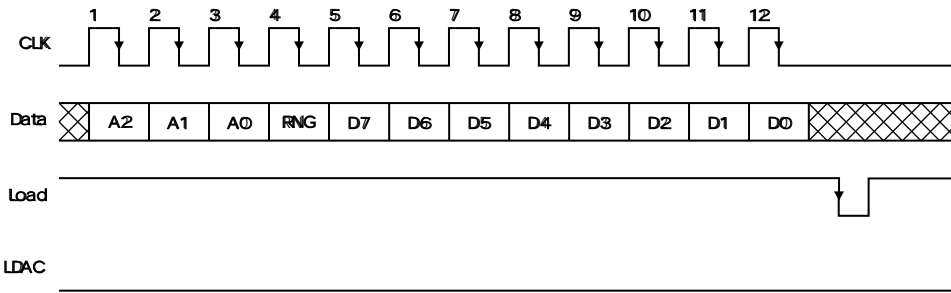 1 2 3 4 5 6 7 8 9 10 11 12
CLK
Data A2 A1 A0 RNG D7 D6 D5 D4 D3 D2 D1 D0
Load
LDAC